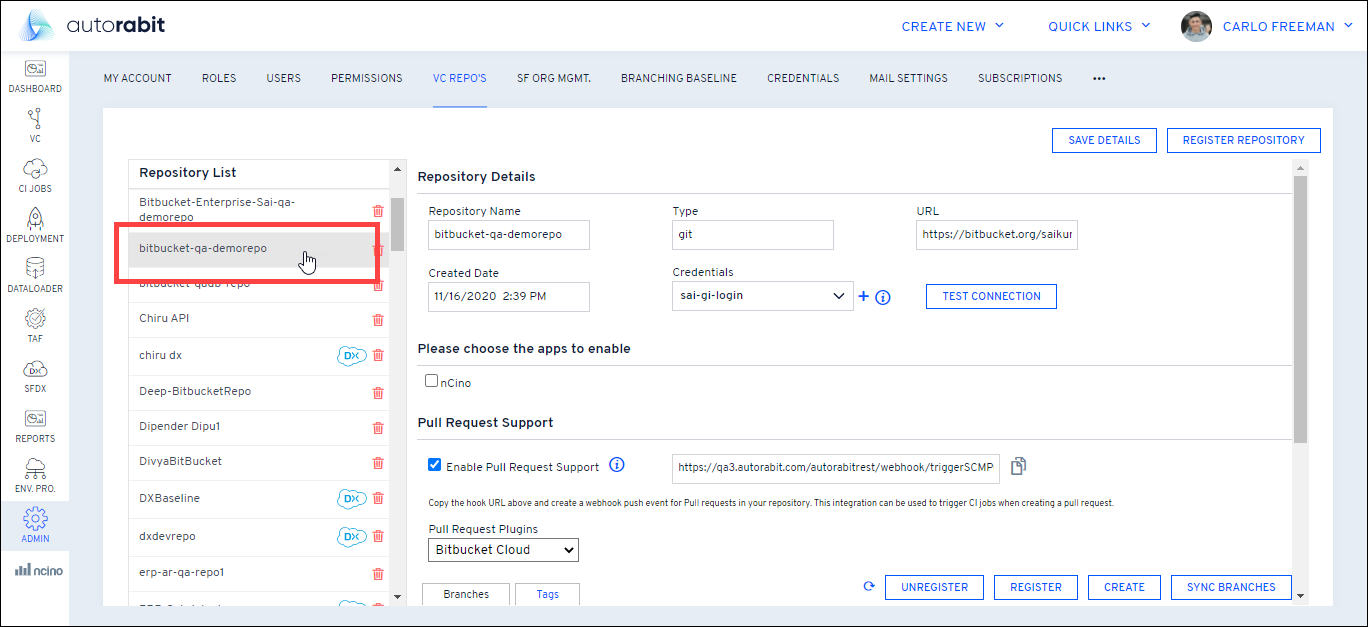 autorabit
CREATE NEW
QUICK LINKS
CARLO FREEMAN
DASHBOARD
VC
CI JOBS
DEPLOYMENT
DATALOADER
TAF
DX
SFDX
REPORTS
ENV. PRO.
ADMIN
ncino
MY ACCOUNT
ROLES
USERS
PERMISSIONS
VC REPO'S
SF ORG MGMT.
BRANCHING BASELINE
CREDENTIALS
MAIL SETTINGS
SUBSCRIPTIONS
•••
SAVE DETAILS
REGISTER REPOSITORY
Repository List
Bitbucket-Enterprise-Sai-qa-
demorepo
bitbucket-qa-demorepo
Chiru API
chiru dx
DX
Deep-BitbucketRepo
Dipender Dipu1
DivyaBitBucket
DXBaseline
DX
dxdevrepo
DX
erp-ar-qa-repo1
Repository Details
Repository Name
bitbucket-qa-demorepo
Type
git
URL
https://bitbucket.org/saikur
Created Date
11/16/2020 2:39 PM
Credentials
sai-gi-login
TEST CONNECTION
Please choose the apps to enable
nCino
Pull Request Support
Enable Pull Request Support
https://qa3.autorabit.com/autorabitrest/webhook/triggerSCMP
Copy the hook URL above and create a webhook push event for Pull requests in your repository. This integration can be used to trigger CI jobs when creating a pull request.
Pull Request Plugins
Bitbucket Cloud
Branches
Tags
UNREGISTER
REGISTER
CREATE
SYNC BRANCHES